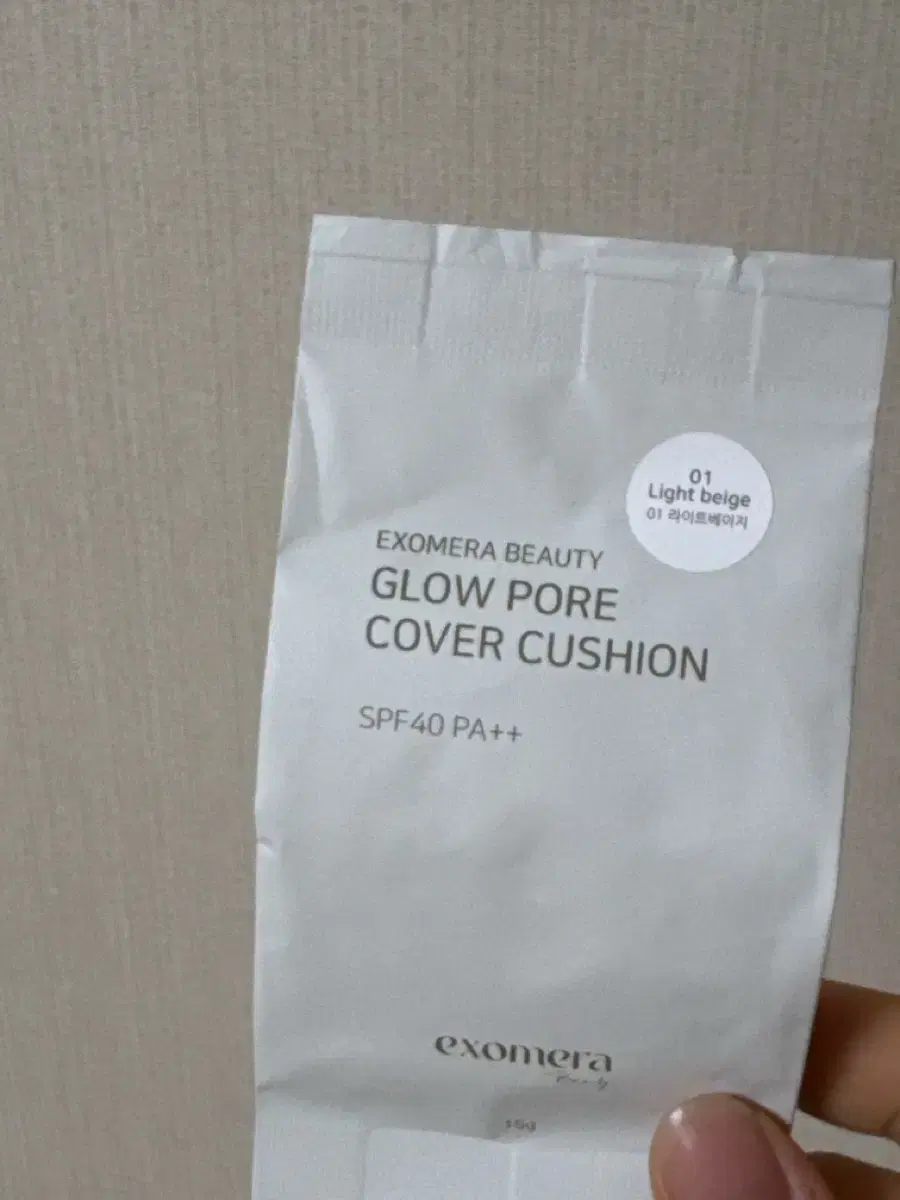 01
Light beige
01 라이트베이지
EXOMERA BEAUTY
GLOW PORE
COVER CUSHION
SPF40 PA++
exomera